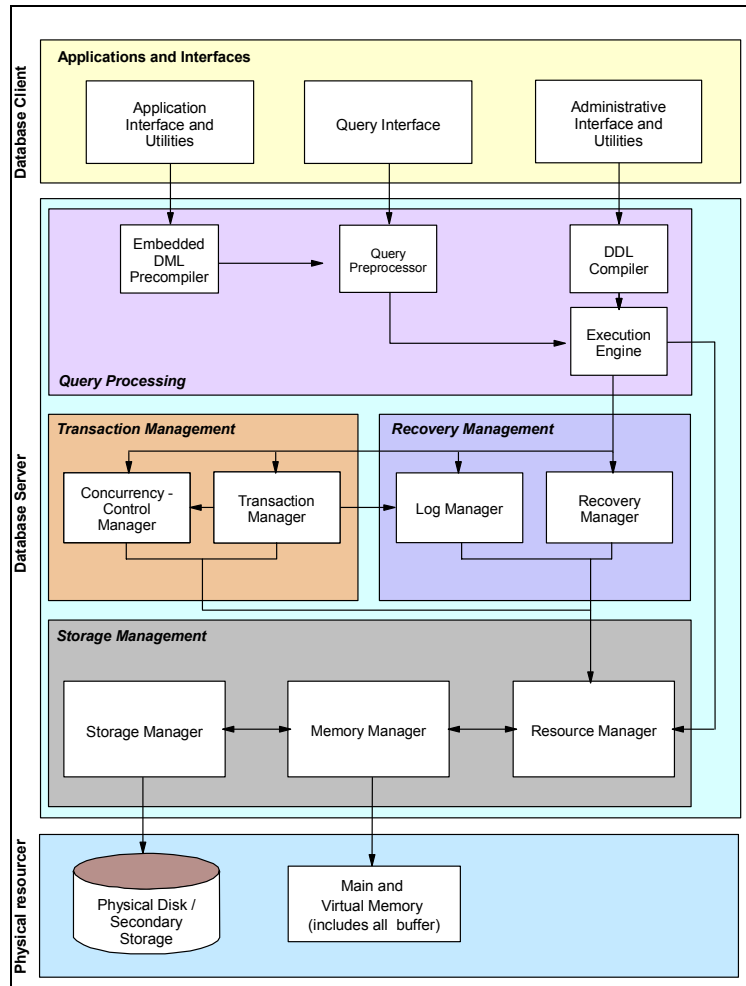 Database Client
Applications and Interfaces
Application
Interface and
Utilities
Query Interface
Administrative
Interface and
Utilities
Database Server
Embedded
DML
Precompiler
Query
Preprocessor
DDL
Compiler
Execution
Engine
Query Processing
Transaction Management
Concurrency -
Control
Manager
Transaction
Manager
Recovery Management
Log Manager
Recovery
Manager
Storage Management
Storage Manager
Memory Manager
Resource Manager
Physical resourcer
Physical Disk /
Secondary
Storage
Main and
Virtual Memory
(includes all buffer)